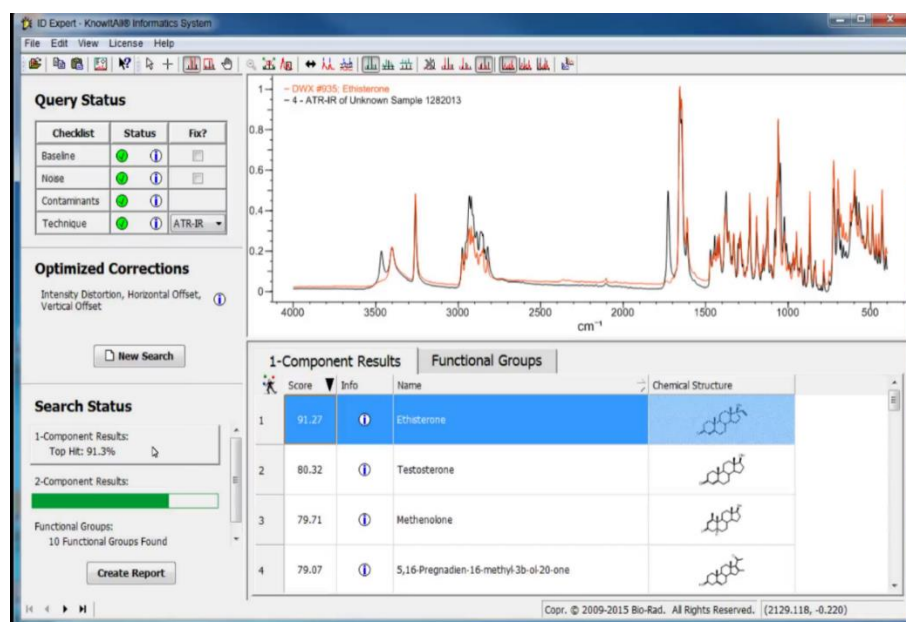 ID Expert - KnowItAll® Informatics System
File Edit View License Help
Query Status
Checklist Status Fix?
Baseline
Noise
Contaminants
Technique ATR-IR
Optimized Corrections
Intensity Distortion, Horizontal Offset,
Vertical Offset
New Search
Search Status
1-Component Results:
Top Hit: 91.3%
2-Component Results:
Functional Groups:
10 Functional Groups Found
Create Report
DWX #935; Ethisterone
4 - ATR-IR of Unknown Sample 1282013
1
0.8
0.6
0.4
0.2
0
4000 3500 3000 2500 2000 1500 1000 500
cm⁻¹
1-Component Results Functional Groups
Score Info Name Chemical Structure
1 91.27 Ethisterone
2 80.32 Testosterone
3 79.71 Methenolone
4 79.07 5,16-Pregnadien-16-methyl-3b-ol-20-one
Copr. © 2009-2015 Bio-Rad. All Rights Reserved. (2129.118, -0.220)